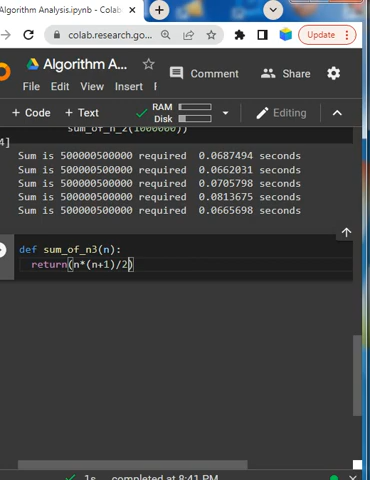 Algorithm Analysis.ipynb - Colab
colab.research.go...
Update
Algorithm A...
Comment
Share
File Edit View Insert
+ Code + Text
RAM
Disk
Editing
sum_of_n_2(1000000))
4]
Sum is 500000500000 required 0.0687494 seconds
Sum is 500000500000 required 0.0662031 seconds
Sum is 500000500000 required 0.0705798 seconds
Sum is 500000500000 required 0.0813675 seconds
Sum is 500000500000 required 0.0665698 seconds
def sum_of_n3(n):
return(n*(n+1)/2)
1s completed at 8:41 PM